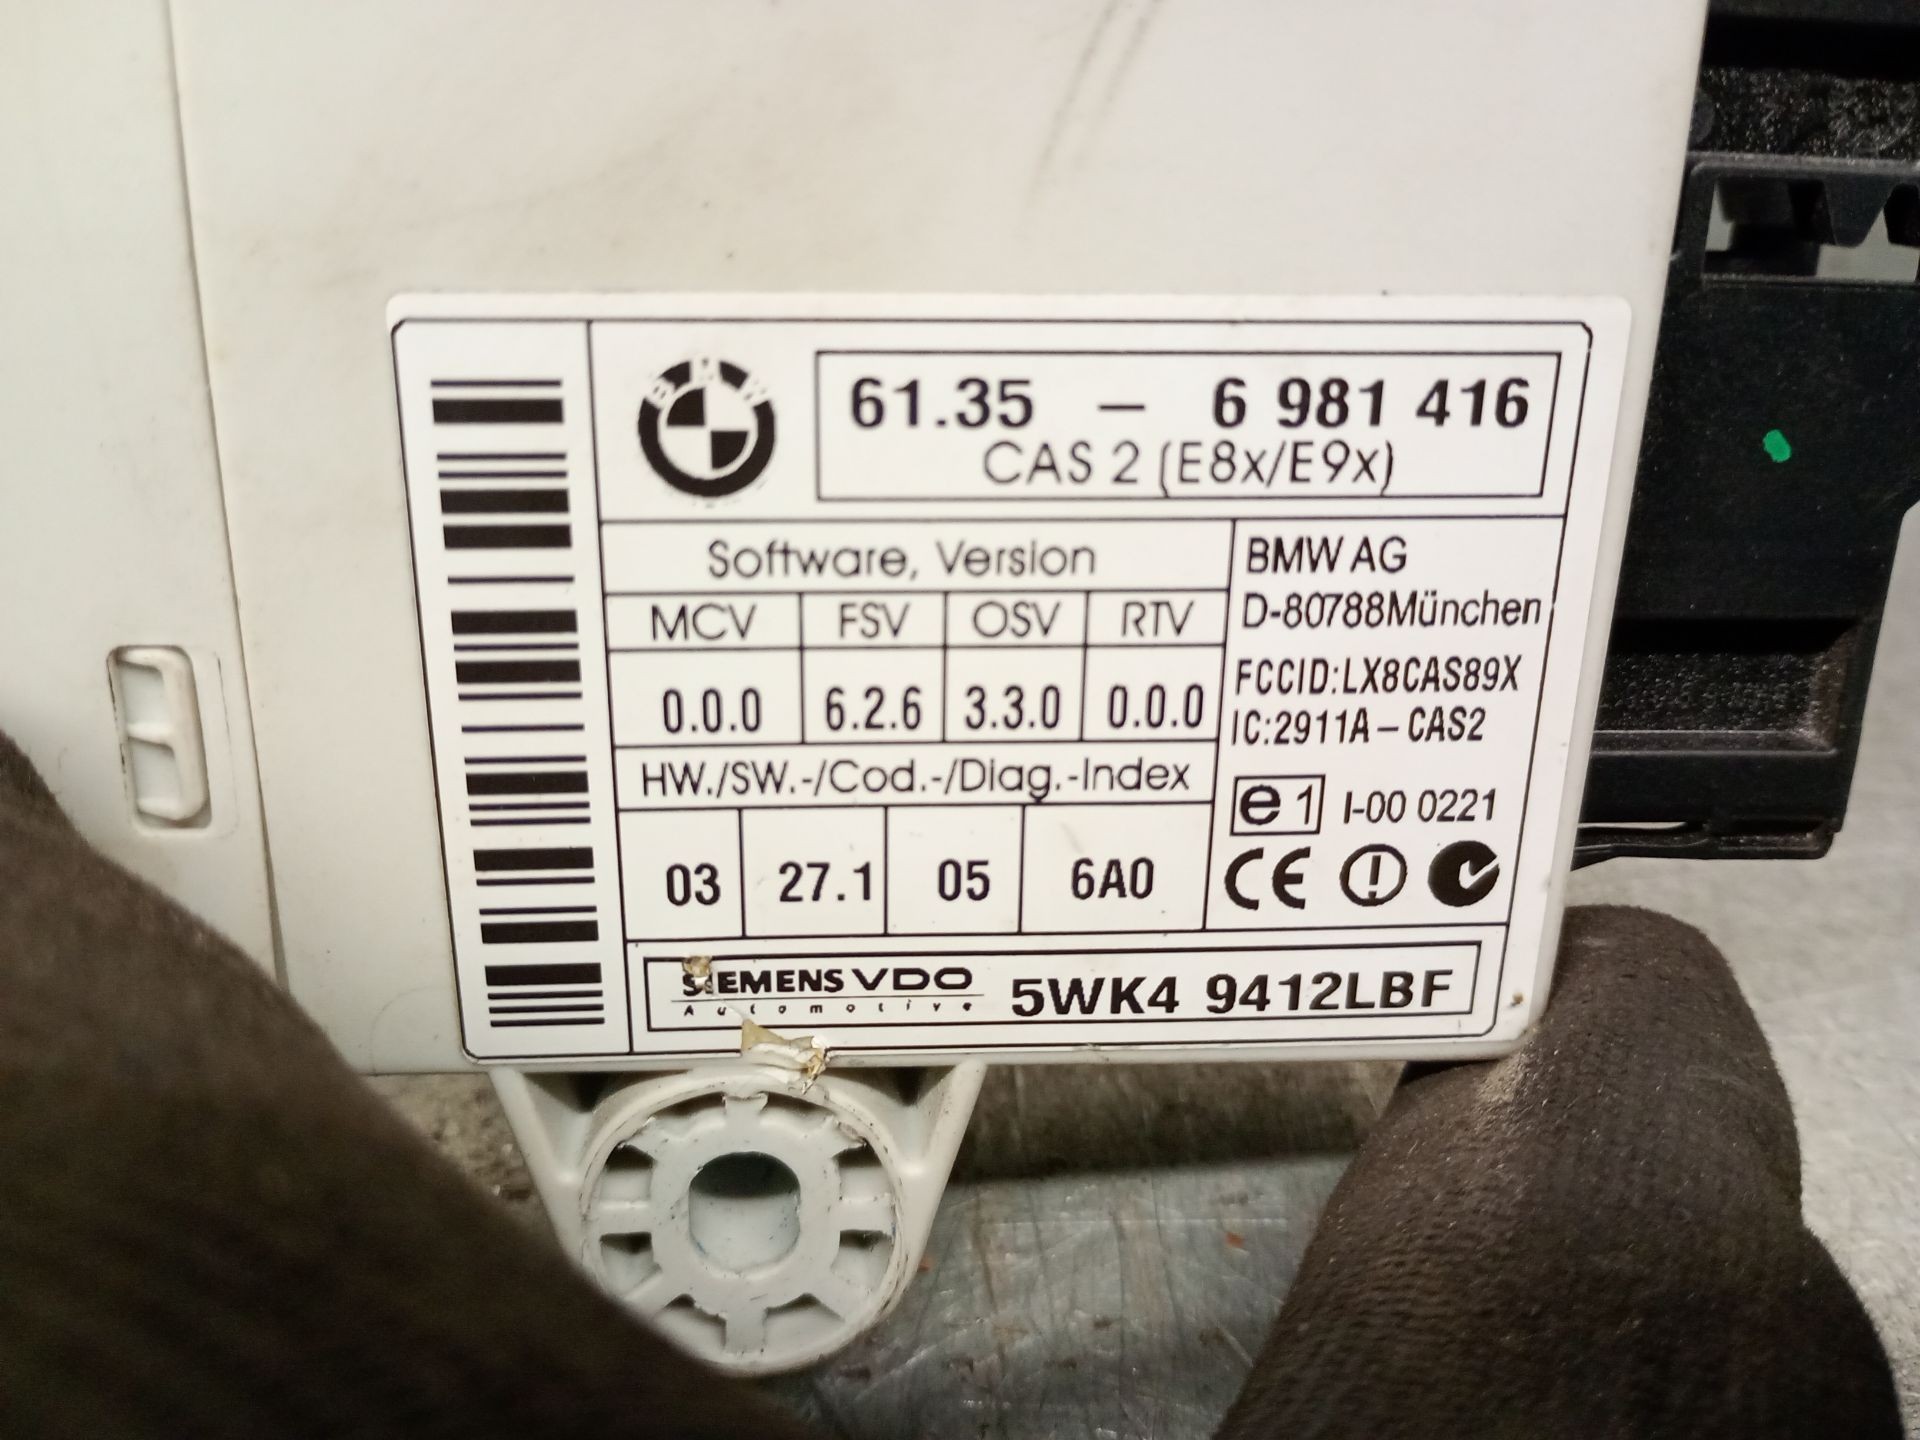 BMW
61.35 – 6 981 416
CAS 2 (E8x/E9x)
Software, Version
MCV FSV OSV RTV
0.0.0 6.2.6 3.3.0 0.0.0
HW./SW.-/Cod.-/Diag.-Index
03 27.1 05 6A0
BMW AG
D-80788München
FCCID:LX8CAS89X
IC:2911A–CAS2
e1 I-00 0221
CE
SIEMENS VDO
Automotive
5WK4 9412LBF